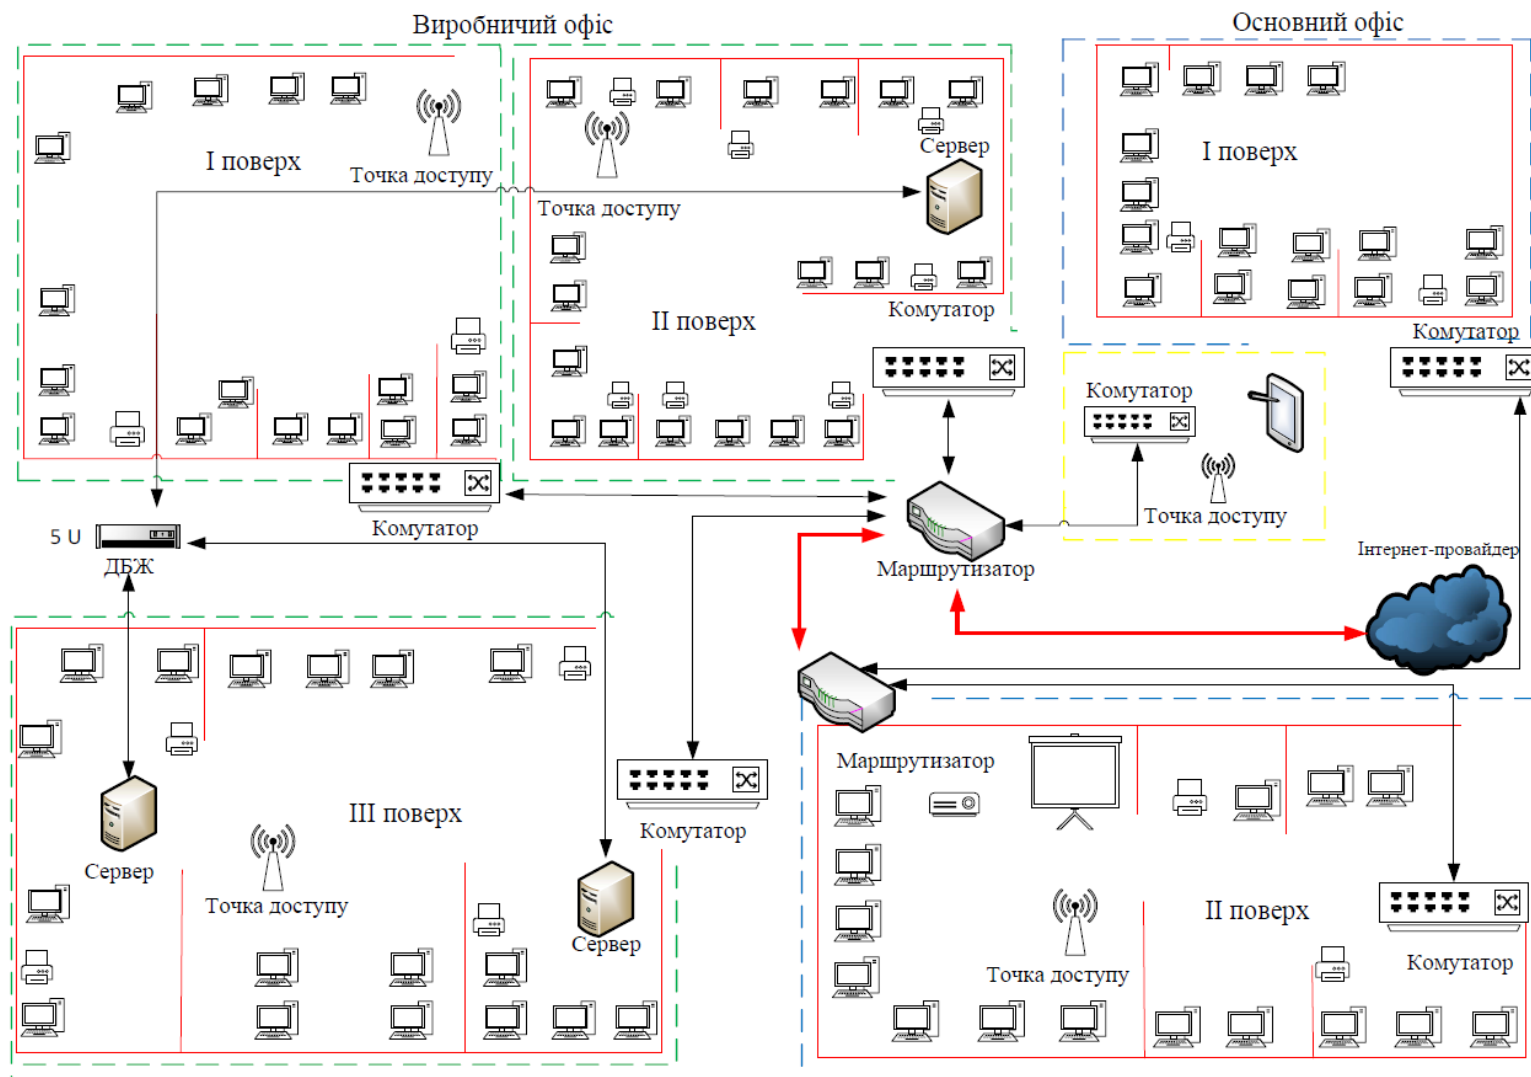 Виробничий офіс
Основний офіс
І поверх
Точка доступу
Точка доступу
Сервер
ІІ поверх
Комутатор
І поверх
Комутатор
Комутатор
Точка доступу
Комутатор
5 U
ДБЖ
Маршрутизатор
Інтернет-провайдер
ІІІ поверх
Сервер
Точка доступу
Сервер
Комутатор
Маршрутизатор
ІІ поверх
Точка доступу
Комутатор